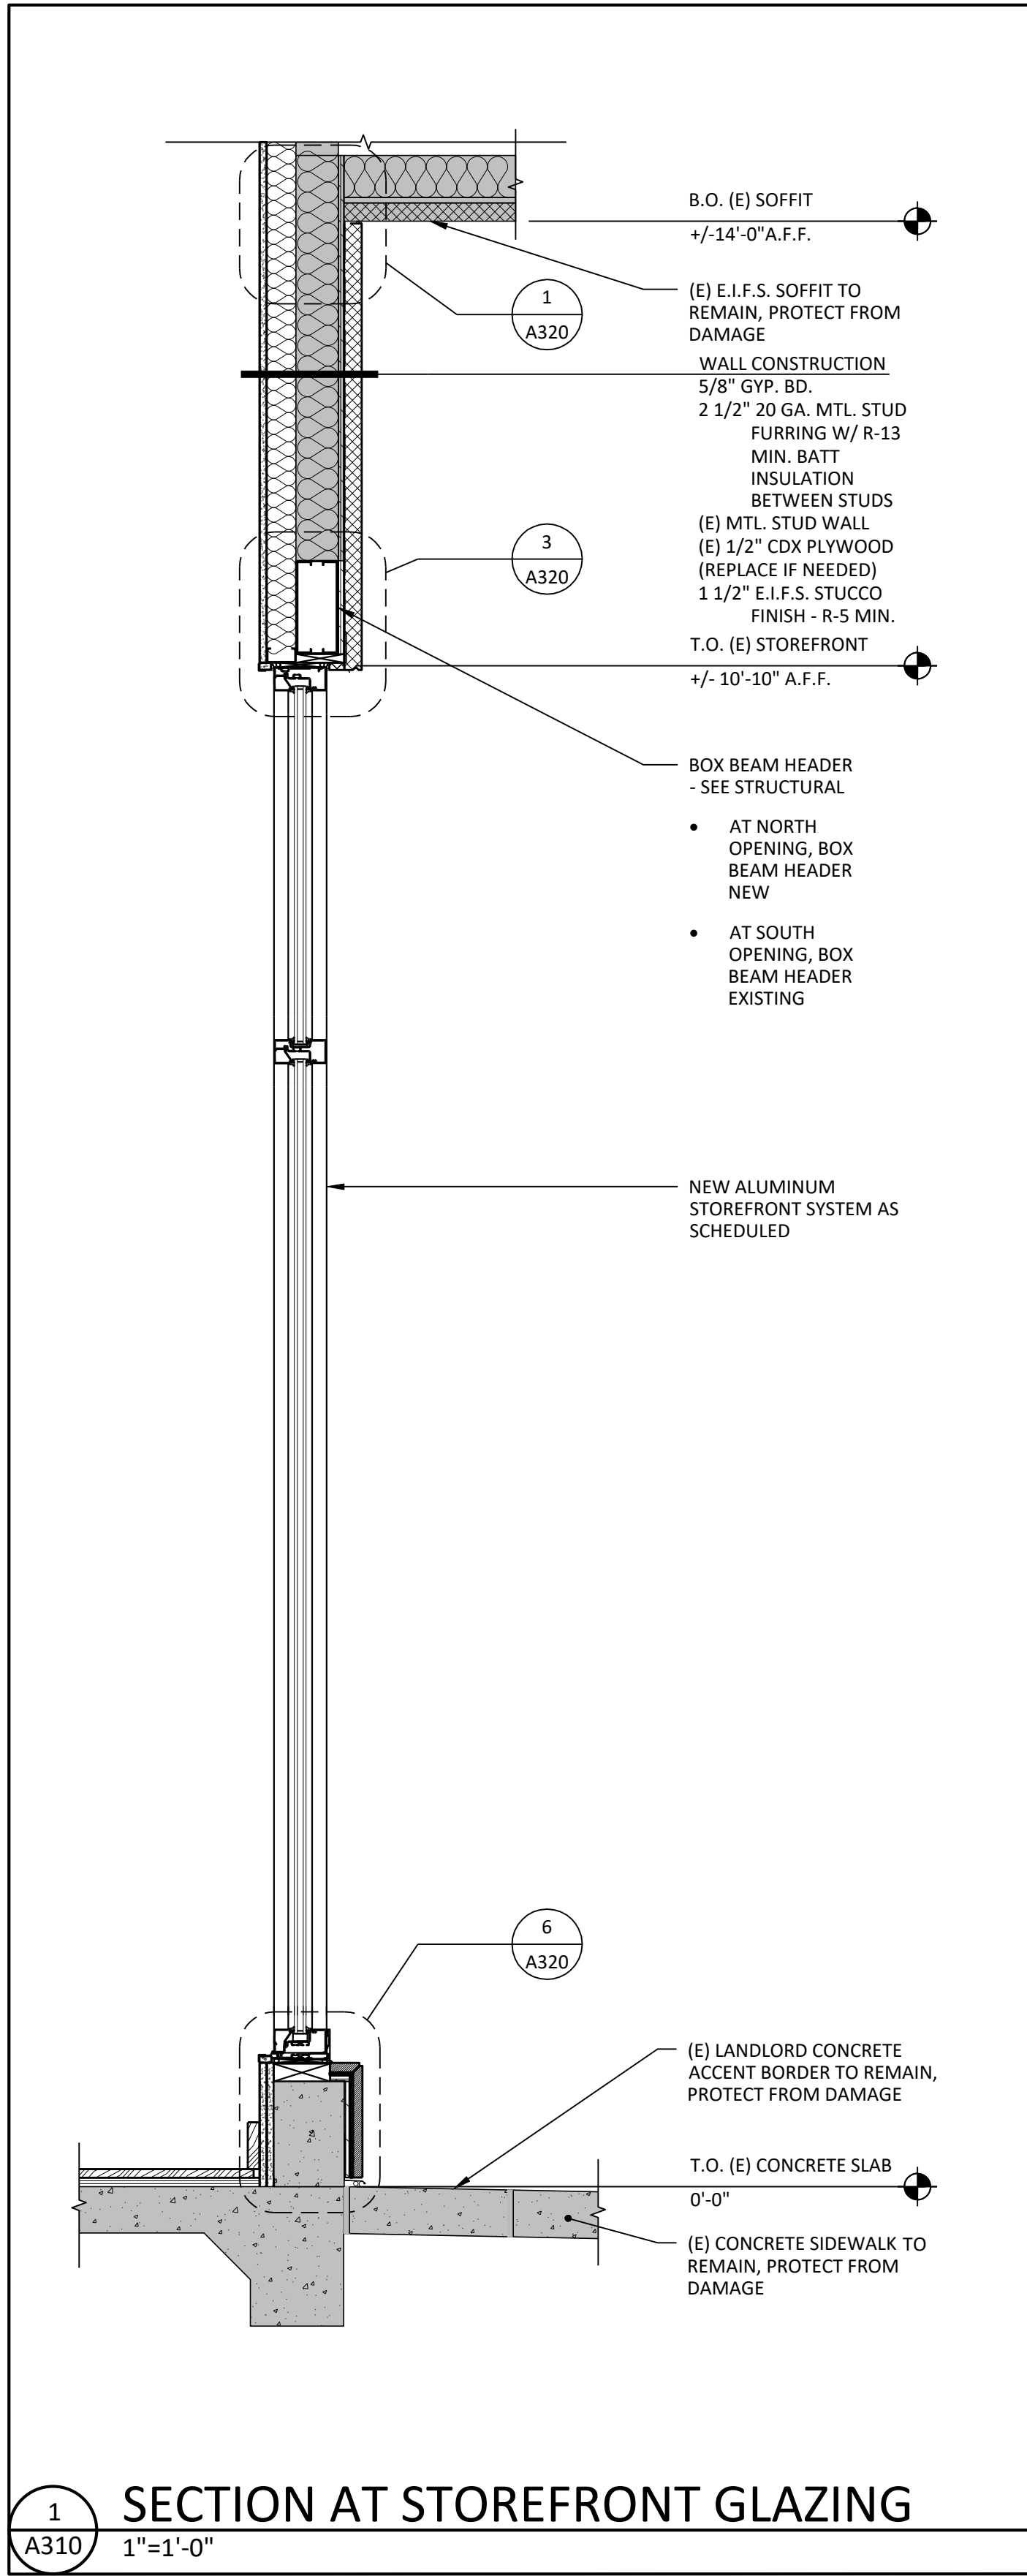 B.O. (E) SOFFIT
+/-14'-0"A.F.F.
(E) E.I.F.S. SOFFIT TO
REMAIN, PROTECT FROM
DAMAGE
1
A320
WALL CONSTRUCTION
5/8" GYP. BD.
2 1/2" 20 GA. MTL. STUD
FURRING W/ R-13
MIN. BATT
INSULATION
BETWEEN STUDS
(E) MTL. STUD WALL
(E) 1/2" CDX PLYWOOD
(REPLACE IF NEEDED)
1 1/2" E.I.F.S. STUCCO
FINISH - R-5 MIN.
3
A320
T.O. (E) STOREFRONT
+/- 10'-10" A.F.F.
BOX BEAM HEADER
- SEE STRUCTURAL
• AT NORTH
OPENING, BOX
BEAM HEADER
NEW
• AT SOUTH
OPENING, BOX
BEAM HEADER
EXISTING
NEW ALUMINUM
STOREFRONT SYSTEM AS
SCHEDULED
6
A320
(E) LANDLORD CONCRETE
ACCENT BORDER TO REMAIN,
PROTECT FROM DAMAGE
T.O. (E) CONCRETE SLAB
0'-0"
(E) CONCRETE SIDEWALK TO
REMAIN, PROTECT FROM
DAMAGE
1
A310
SECTION AT STOREFRONT GLAZING
1"=1'-0"